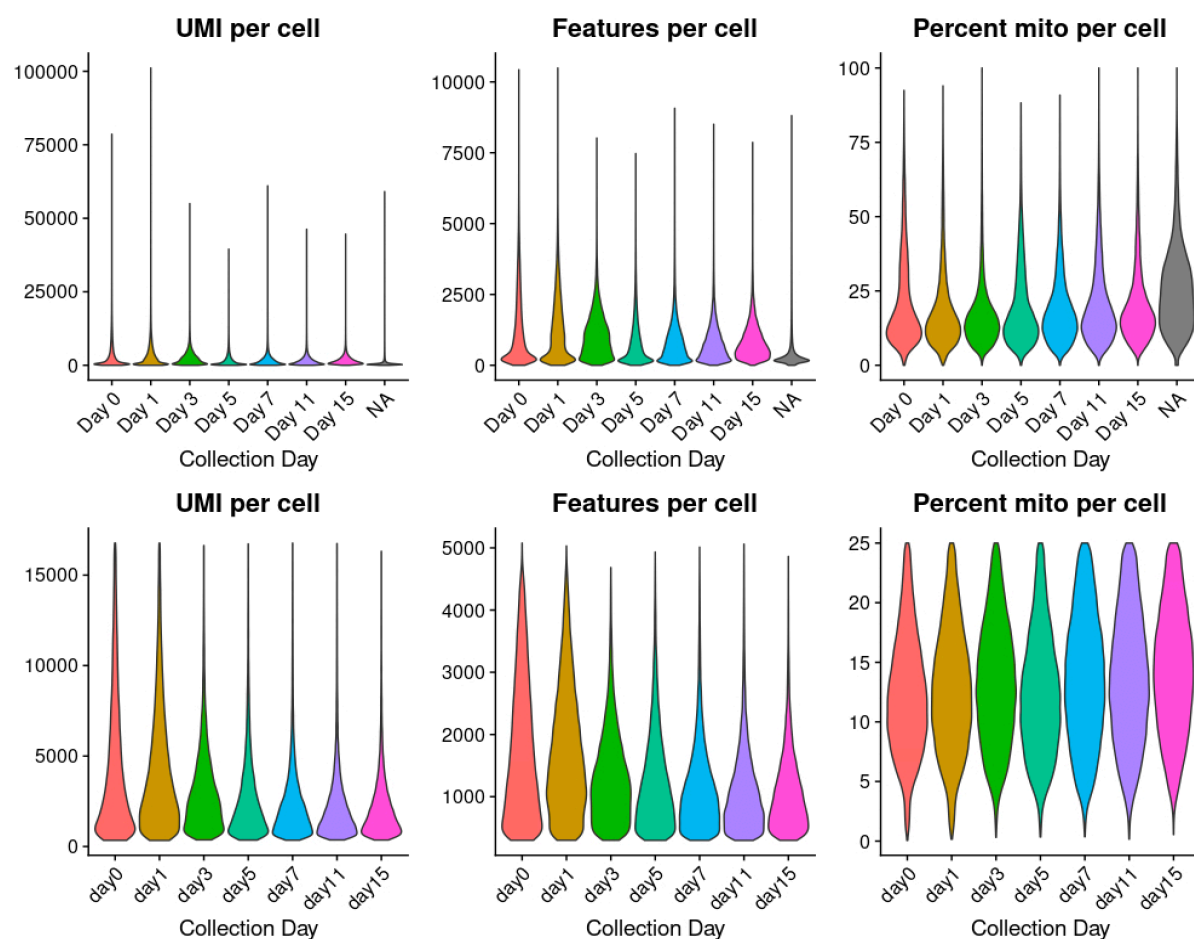 UMI per cell
100000
75000
50000
25000
0
Day 0
Day 1
Day 3
Day 5
Day 7
Day 11
Day 15
NA
Collection Day
Features per cell
10000
7500
5000
2500
0
Day 0
Day 1
Day 3
Day 5
Day 7
Day 11
Day 15
NA
Collection Day
Percent mito per cell
100
75
50
25
0
Day 0
Day 1
Day 3
Day 5
Day 7
Day 11
Day 15
NA
Collection Day
UMI per cell
15000
10000
5000
0
day0
day1
day3
day5
day7
day11
day15
Collection Day
Features per cell
5000
4000
3000
2000
1000
day0
day1
day3
day5
day7
day11
day15
Collection Day
Percent mito per cell
25
20
15
10
5
0
day0
day1
day3
day5
day7
day11
day15
Collection Day